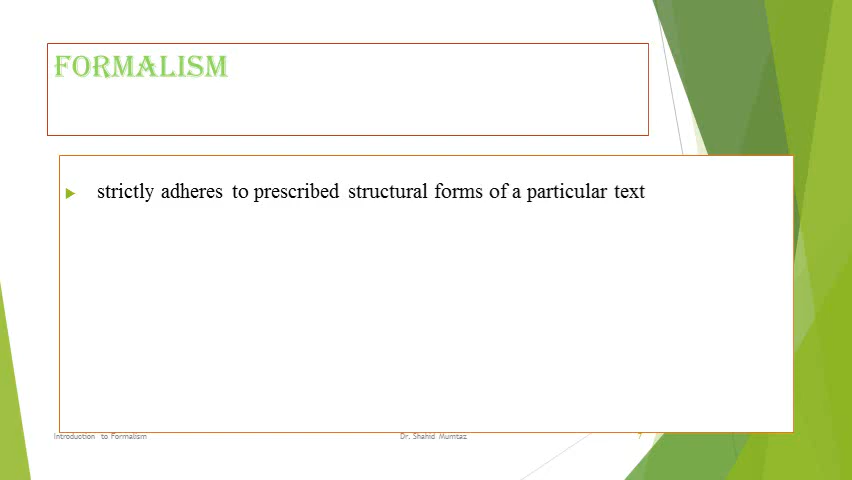 FORMALISM
strictly adheres to prescribed structural forms of a particular text
Introduction to Formalism
Dr. Shahid Mumtaz
7